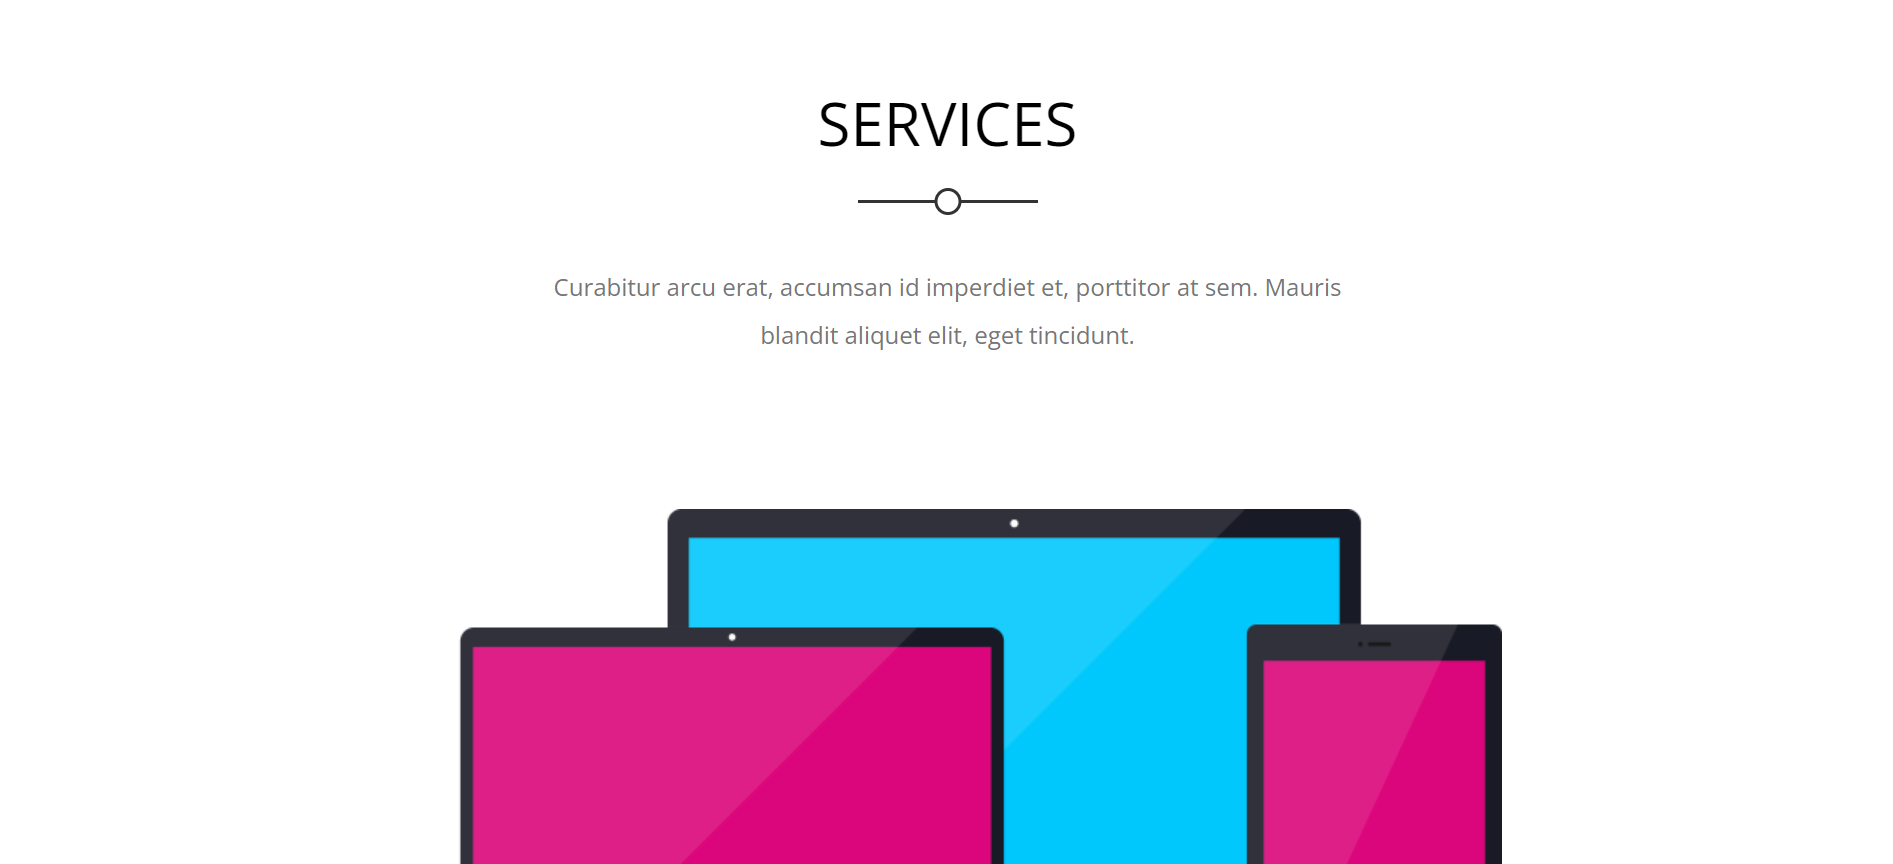 SERVICES
Curabitur arcu erat, accumsan id imperdiet et, porttitor at sem. Mauris
blandit aliquet elit, eget tincidunt.